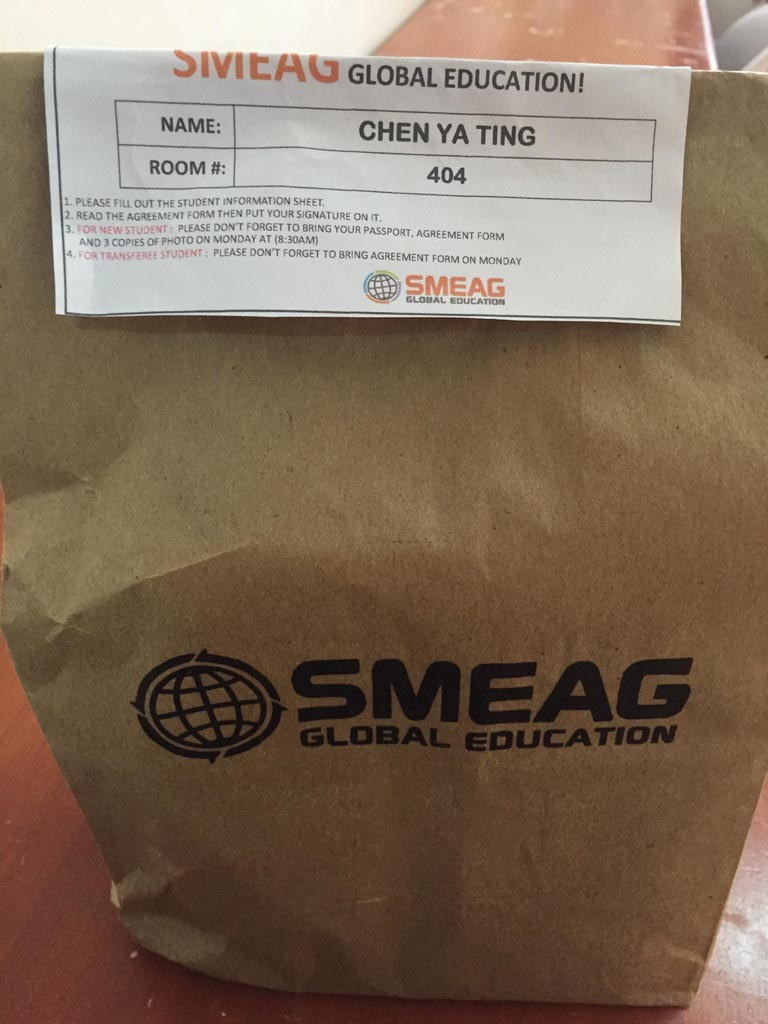 SMEAG GLOBAL EDUCATION!
NAME: CHEN YA TING
ROOM #: 404
1. PLEASE FILL OUT THE STUDENT INFORMATION SHEET.
2. READ THE AGREEMENT FORM THEN PUT YOUR SIGNATURE ON IT.
3. FOR NEW STUDENT : PLEASE DON'T FORGET TO BRING YOUR PASSPORT, AGREEMENT FORM
AND 3 COPIES OF PHOTO ON MONDAY AT (8:30AM)
4. FOR TRANSFEREE STUDENT : PLEASE DON'T FORGET TO BRING AGREEMENT FORM ON MONDAY
SMEAG
GLOBAL EDUCATION
SMEAG
GLOBAL EDUCATION